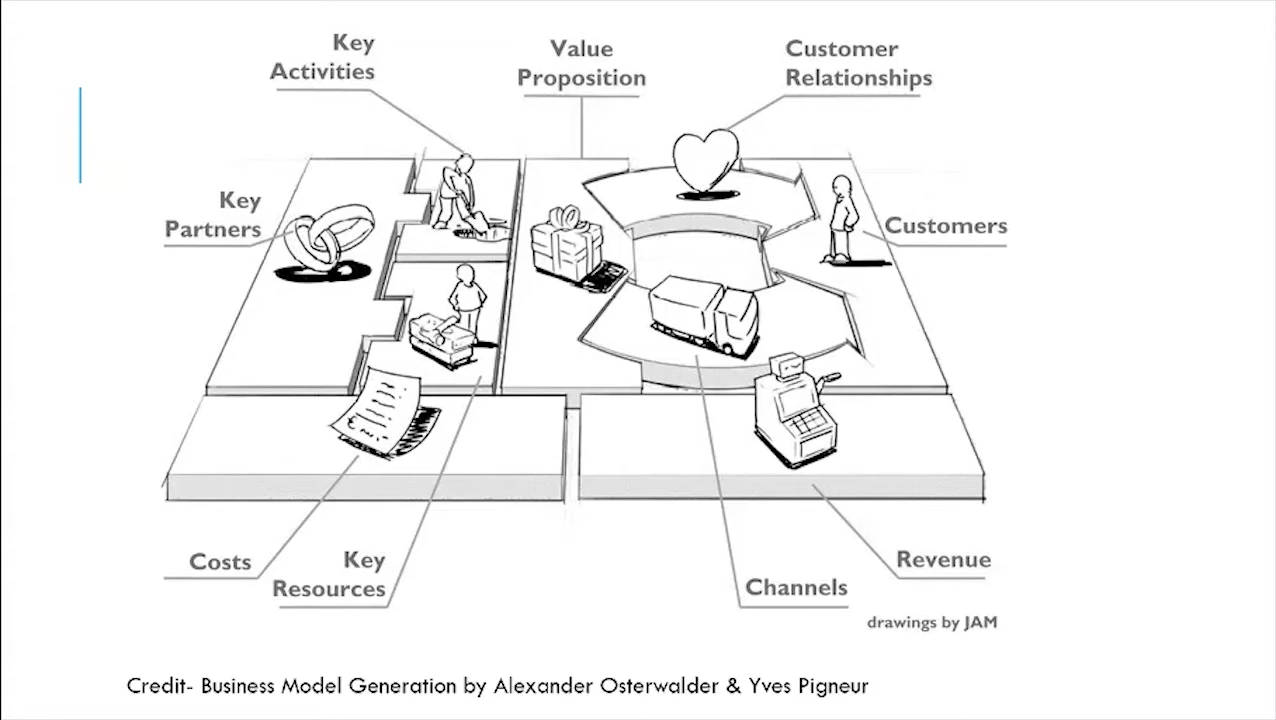 Key
Activities
Value
Proposition
Customer
Relationships
Key
Partners
Customers
Costs
Key
Resources
Channels
Revenue
drawings by JAM
Credit- Business Model Generation by Alexander Osterwalder & Yves Pigneur